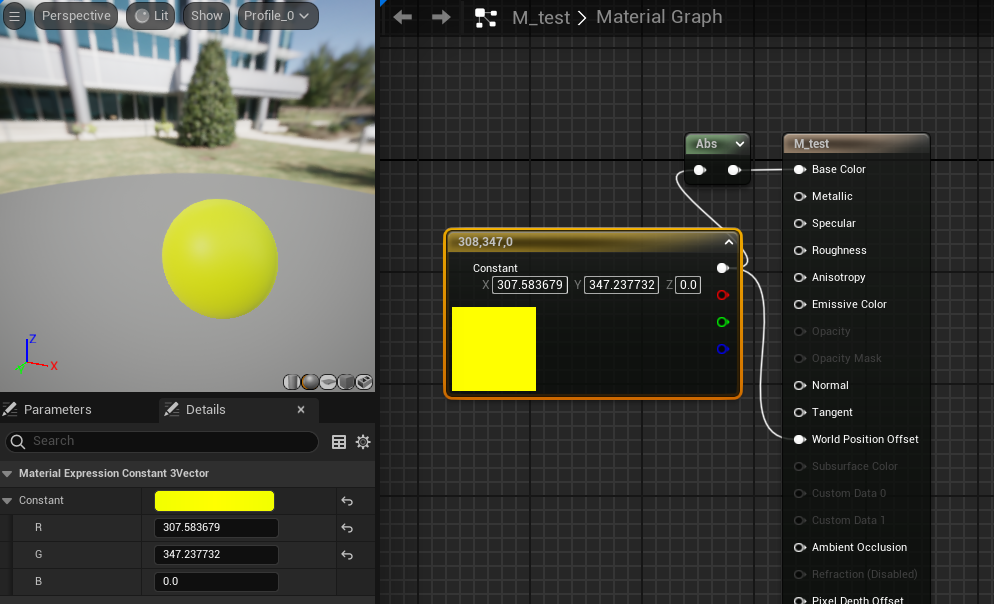 Perspective
Lit
Show
Profile_0
M_test
Material Graph
Abs
M_test
Base Color
Metallic
Specular
Roughness
Anisotropy
Emissive Color
Opacity
Opacity Mask
Normal
Tangent
World Position Offset
Subsurface Color
Custom Data 0
Custom Data 1
Ambient Occlusion
Refraction (Disabled)
Pixel Depth Offset
308,347,0
Constant
X 307.583679 Y 347.237732 Z 0.0
Z
X
Y
Parameters
Details
Search
Material Expression Constant 3Vector
Constant
R 307.583679
G 347.237732
B 0.0